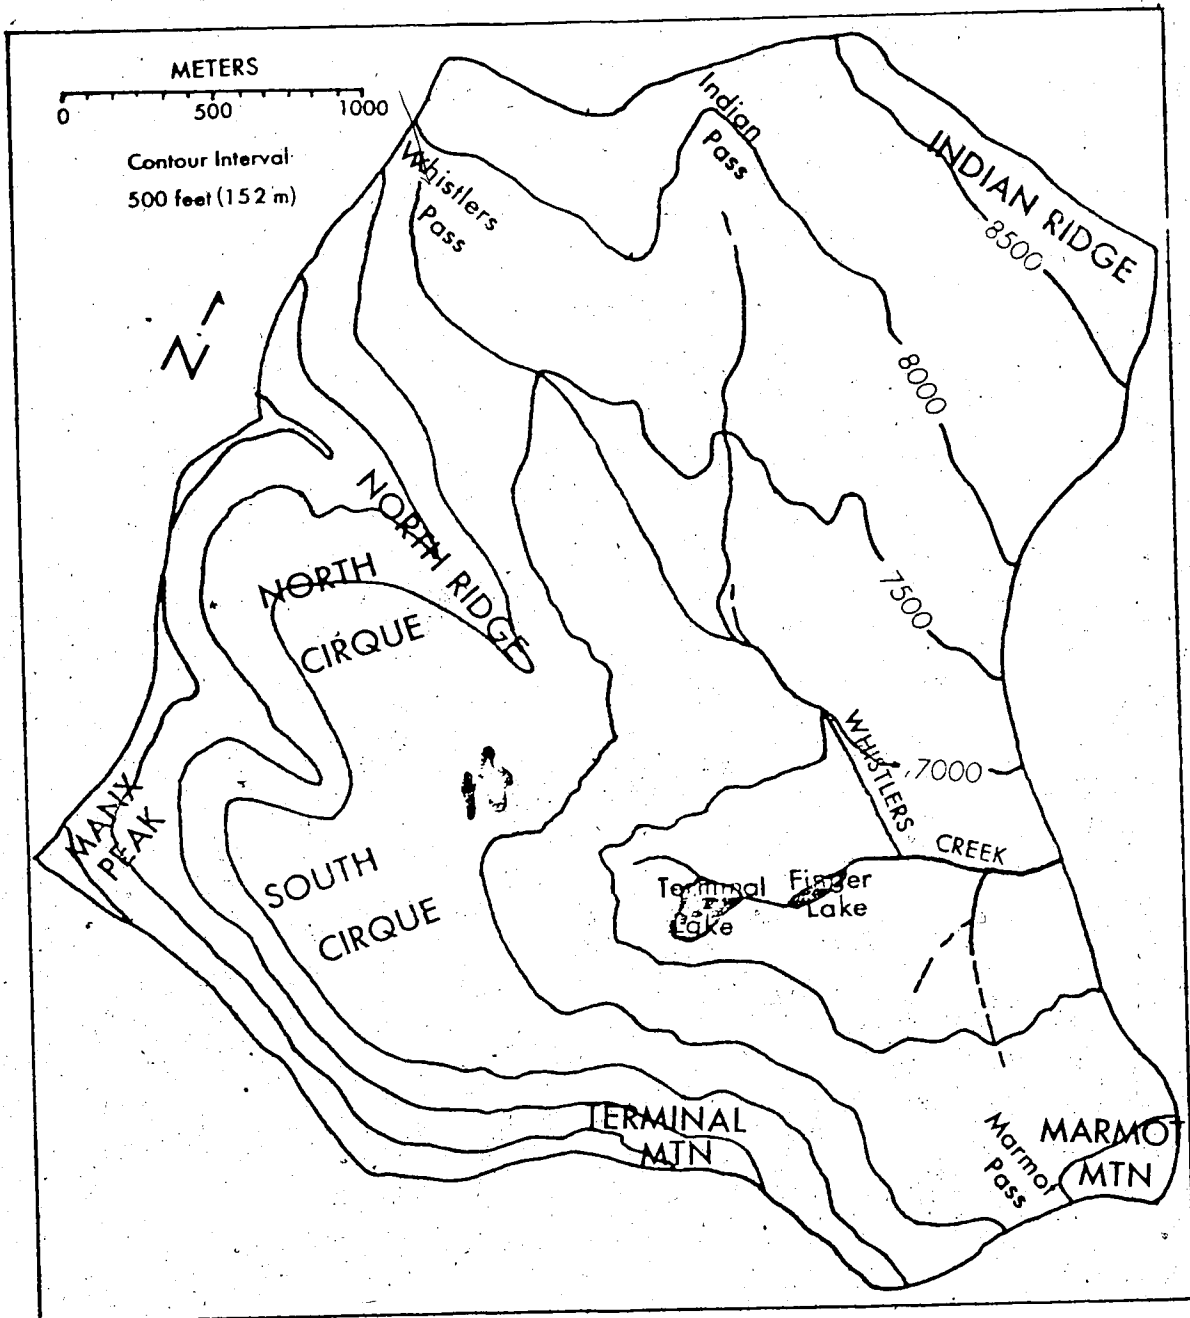 METERS
0 500 1000
Contour Interval
500 feet (152 m)
N
Whistlers
Pass
Indian
Pass
INDIAN RIDGE
8500
8000
7500
7000
NORTH RIDGE
NORTH
CIRQUE
MANX
PEAK
SOUTH
CIRQUE
WHISTLERS
CREEK
Terminal
Lake
Finger
Lake
TERMINAL
MTN
Marmot
Pass
MARMOT
MTN